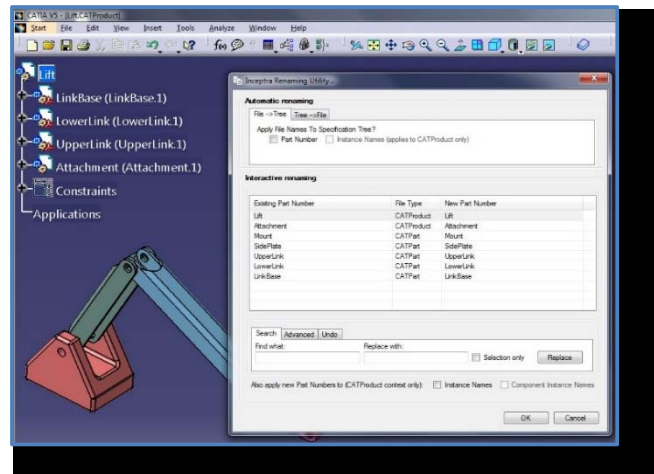 CATIA V5 - [Lift.CATProduct]
Start File Edit View Insert Tools Analyze Window Help
Lift
LinkBase (LinkBase.1)
LowerLink (LowerLink.1)
UpperLink (UpperLink.1)
Attachment (Attachment.1)
Constraints
Applications
Inceptra Renaming Utility...
Automatic renaming
File -> Tree Tree -> File
Apply File Names To Specification Tree?
Part Number Instance Names (applies to CATProduct only)
Interactive renaming
Existing Part Number File Type New Part Number
Lift CATProduct Lift
Attachment CATProduct Attachment
Mount CATPart Mount
SidePlate CATPart SidePlate
UpperLink CATPart UpperLink
LowerLink CATPart LowerLink
LinkBase CATPart LinkBase
Search Advanced Undo
Find what: Replace with:
Selection only Replace
Also apply new Part Numbers to (CATProduct context only): Instance Names Component Instance Names
OK Cancel